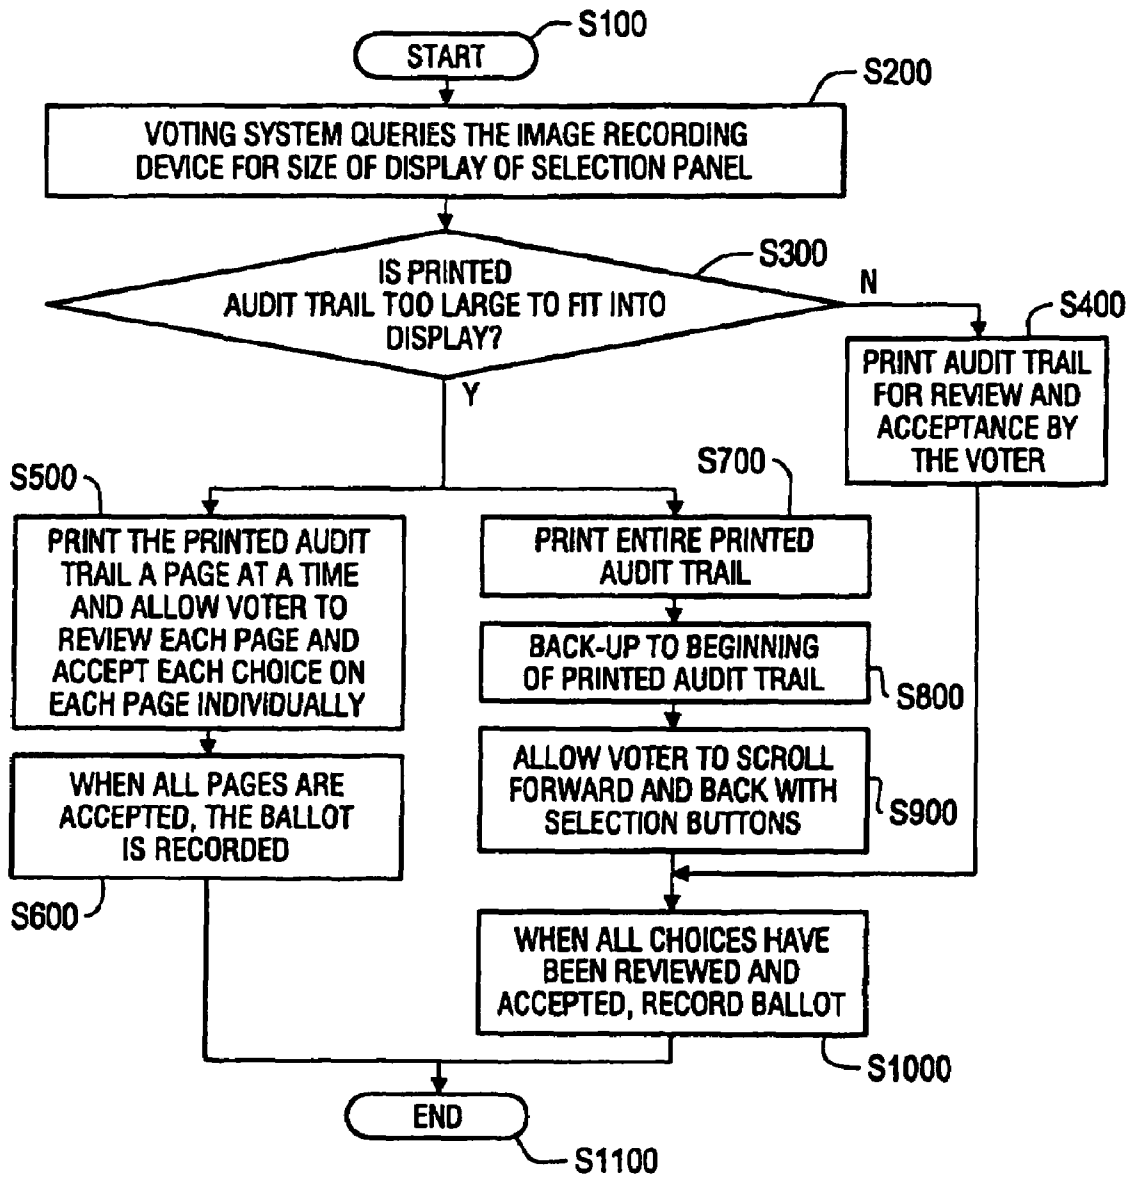 S100
START
S200
VOTING SYSTEM QUERIES THE IMAGE RECORDING
DEVICE FOR SIZE OF DISPLAY OF SELECTION PANEL
S300
IS PRINTED
AUDIT TRAIL TOO LARGE TO FIT INTO
DISPLAY?
N
Y
S400
PRINT AUDIT TRAIL
FOR REVIEW AND
ACCEPTANCE BY
THE VOTER
S500
PRINT THE PRINTED AUDIT
TRAIL A PAGE AT A TIME
AND ALLOW VOTER TO
REVIEW EACH PAGE AND
ACCEPT EACH CHOICE ON
EACH PAGE INDIVIDUALLY
WHEN ALL PAGES ARE
ACCEPTED, THE BALLOT
IS RECORDED
S600
S700
PRINT ENTIRE PRINTED
AUDIT TRAIL
BACK-UP TO BEGINNING
OF PRINTED AUDIT TRAIL
S800
ALLOW VOTER TO SCROLL
FORWARD AND BACK WITH
SELECTION BUTTONS
S900
WHEN ALL CHOICES HAVE
BEEN REVIEWED AND
ACCEPTED, RECORD BALLOT
S1000
END
S1100